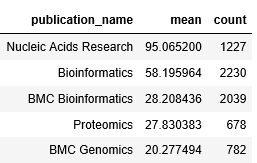 publication_name mean count
Nucleic Acids Research 95.065200 1227
Bioinformatics 58.195964 2230
BMC Bioinformatics 28.208436 2039
Proteomics 27.830383 678
BMC Genomics 20.277494 782